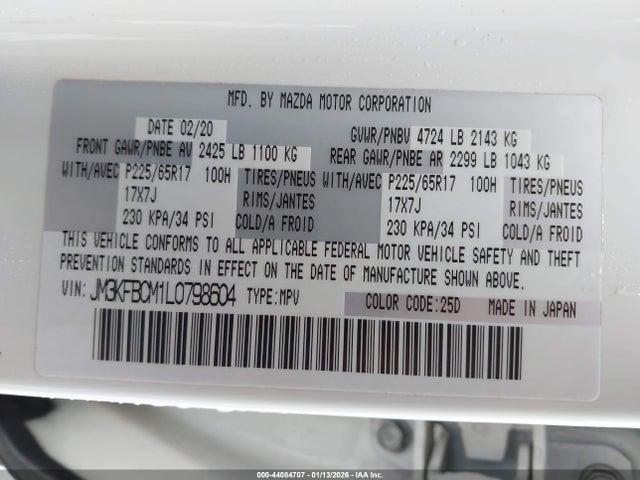 MFD. BY MAZDA MOTOR CORPORATION
DATE 02/20 GVWR/PNBV 4724 LB 2143 KG
FRONT GAWR/PNBE AV 2425 LB 1100 KG REAR GAWR/PNBE AR 2299 LB 1043 KG
WITH/AVEC P225/65R17 100H TIRES/PNEUS WITH/AVEC P225/65R17 100H TIRES/PNEUS
17X7J RIMS/JANTES 17X7J RIMS/JANTES
230 KPA/34 PSI COLD/A FROID 230 KPA/34 PSI COLD/A FROID
THIS VEHICLE CONFORMS TO ALL APPLICABLE FEDERAL MOTOR VEHICLE SAFETY AND THEFT
PREVENTION STANDARDS IN EFFECT ON THE DATE OF MANUFACTURE SHOWN ABOVE.
VIN: JM3KFBCM1L0798604 TYPE:MPV COLOR CODE:25D MADE IN JAPAN
000-44084707 - 01/13/2026 - IAA Inc.